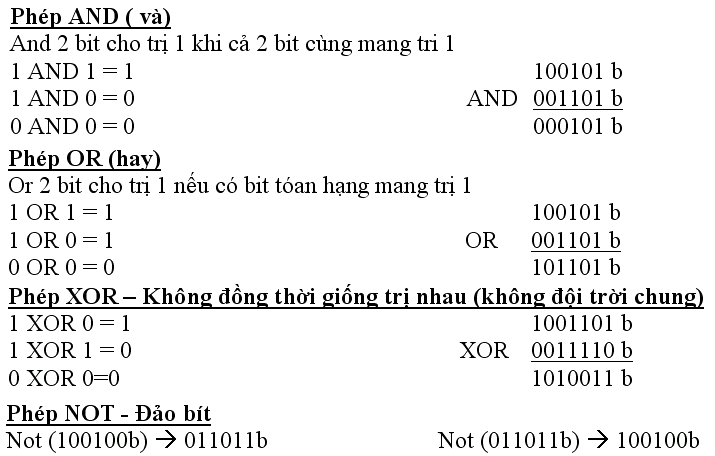 Phép AND ( và)
And 2 bit cho trị 1 khi cả 2 bit cùng mang tri 1
1 AND 1 = 1 100101 b
1 AND 0 = 0 AND 001101 b
0 AND 0 = 0 000101 b
Phép OR (hay)
Or 2 bit cho trị 1 nếu có bit tóan hạng mang trị 1
1 OR 1 = 1 100101 b
1 OR 0 = 1 OR 001101 b
0 OR 0 = 0 101101 b
Phép XOR – Không đồng thời giống trị nhau (không đội trời chung)
1 XOR 0 = 1 1001101 b
1 XOR 1 = 0 XOR 0011110 b
0 XOR 0=0 1010011 b
Phép NOT - Đảo bít
Not (100100b) → 011011b Not (011011b) → 100100b